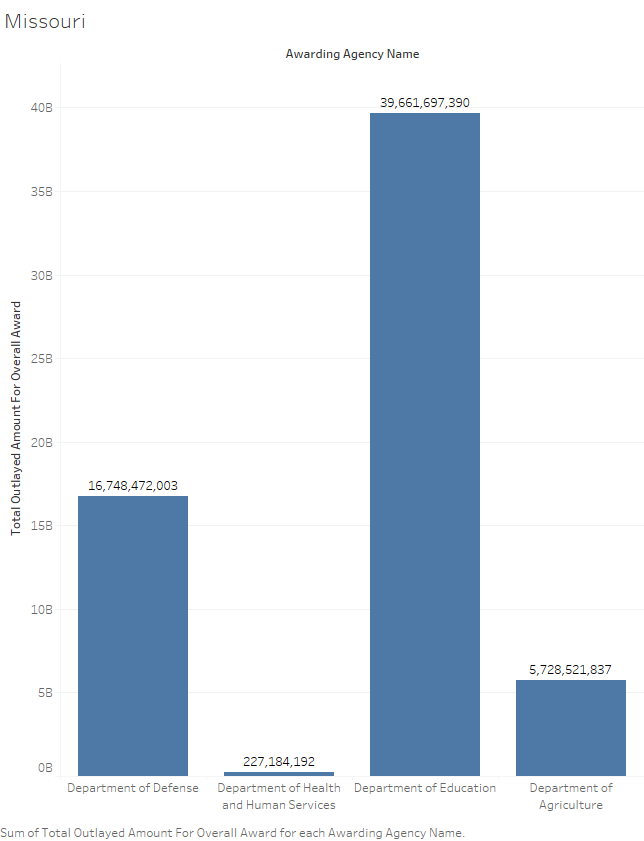 Missouri
Awarding Agency Name
Total Outlayed Amount For Overall Award
40B
35B
30B
25B
20B
15B
10B
5B
0B
16,748,472,003
227,184,192
39,661,697,390
5,728,521,837
Department of Defense
Department of Health
and Human Services
Department of Education
Department of
Agriculture
Sum of Total Outlayed Amount For Overall Award for each Awarding Agency Name.